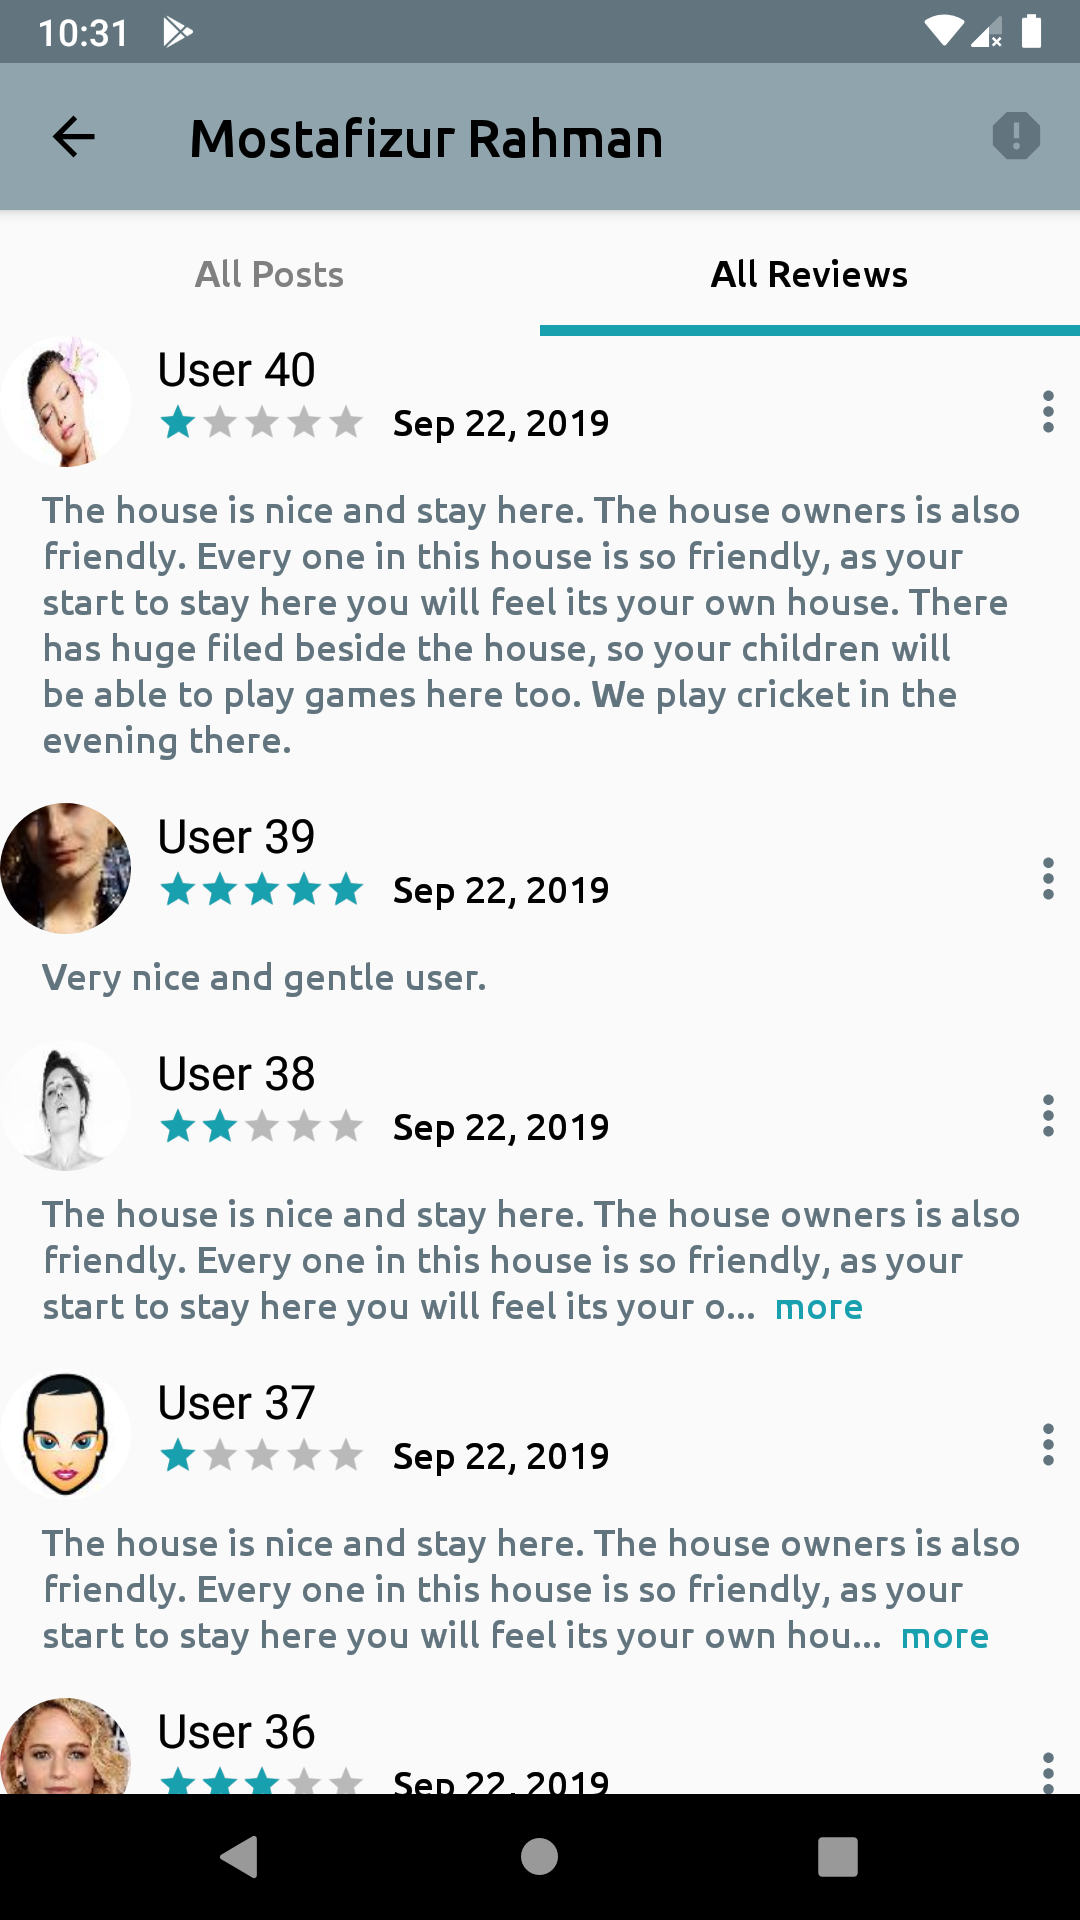 10:31
Mostafizur Rahman
All Posts
All Reviews
User 40
Sep 22, 2019
The house is nice and stay here. The house owners is also
friendly. Every one in this house is so friendly, as your
start to stay here you will feel its your own house. There
has huge filed beside the house, so your children will
be able to play games here too. We play cricket in the
evening there.
User 39
Sep 22, 2019
Very nice and gentle user.
User 38
Sep 22, 2019
The house is nice and stay here. The house owners is also
friendly. Every one in this house is so friendly, as your
start to stay here you will feel its your o... more
User 37
Sep 22, 2019
The house is nice and stay here. The house owners is also
friendly. Every one in this house is so friendly, as your
start to stay here you will feel its your own hou... more
User 36
Sep 22, 2019